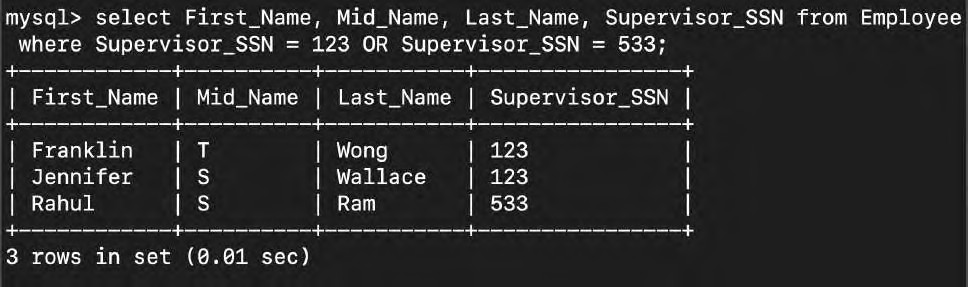 mysql> select First_Name, Mid_Name, Last_Name, Supervisor_SSN from Employee
where Supervisor_SSN = 123 OR Supervisor_SSN = 533;
+------------+----------+-----------+----------------+
| First_Name | Mid_Name | Last_Name | Supervisor_SSN |
+------------+----------+-----------+----------------+
| Franklin   | T        | Wong      | 123            |
| Jennifer   | S        | Wallace   | 123            |
| Rahul      | S        | Ram       | 533            |
+------------+----------+-----------+----------------+
3 rows in set (0.01 sec)